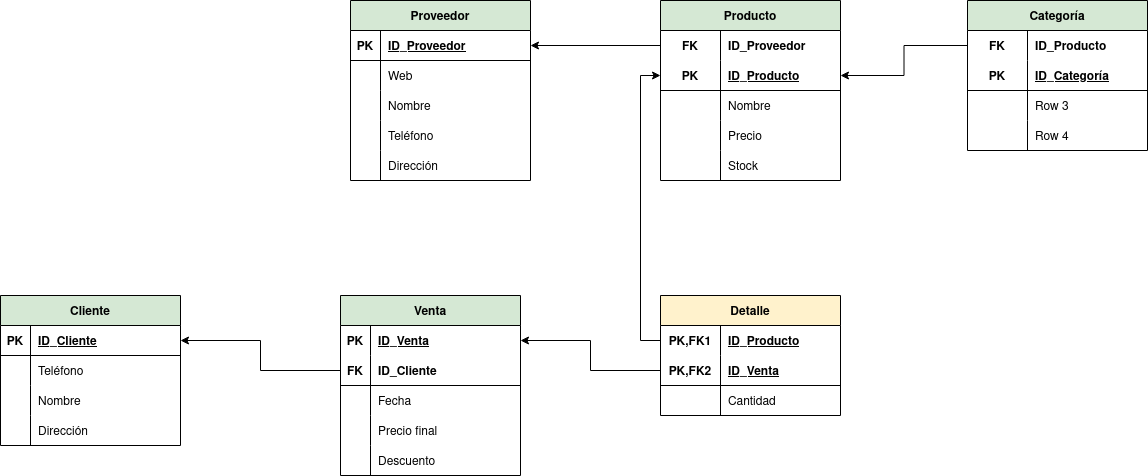 Proveedor
PK ID_Proveedor
Web
Nombre
Teléfono
Dirección
Producto
FK ID_Proveedor
PK ID_Producto
Nombre
Precio
Stock
Categoría
FK ID_Producto
PK ID_Categoría
Row 3
Row 4
Cliente
PK ID_Cliente
Teléfono
Nombre
Dirección
Venta
PK ID_Venta
FK ID_Cliente
Fecha
Precio final
Descuento
Detalle
PK,FK1 ID_Producto
PK,FK2 ID_Venta
Cantidad